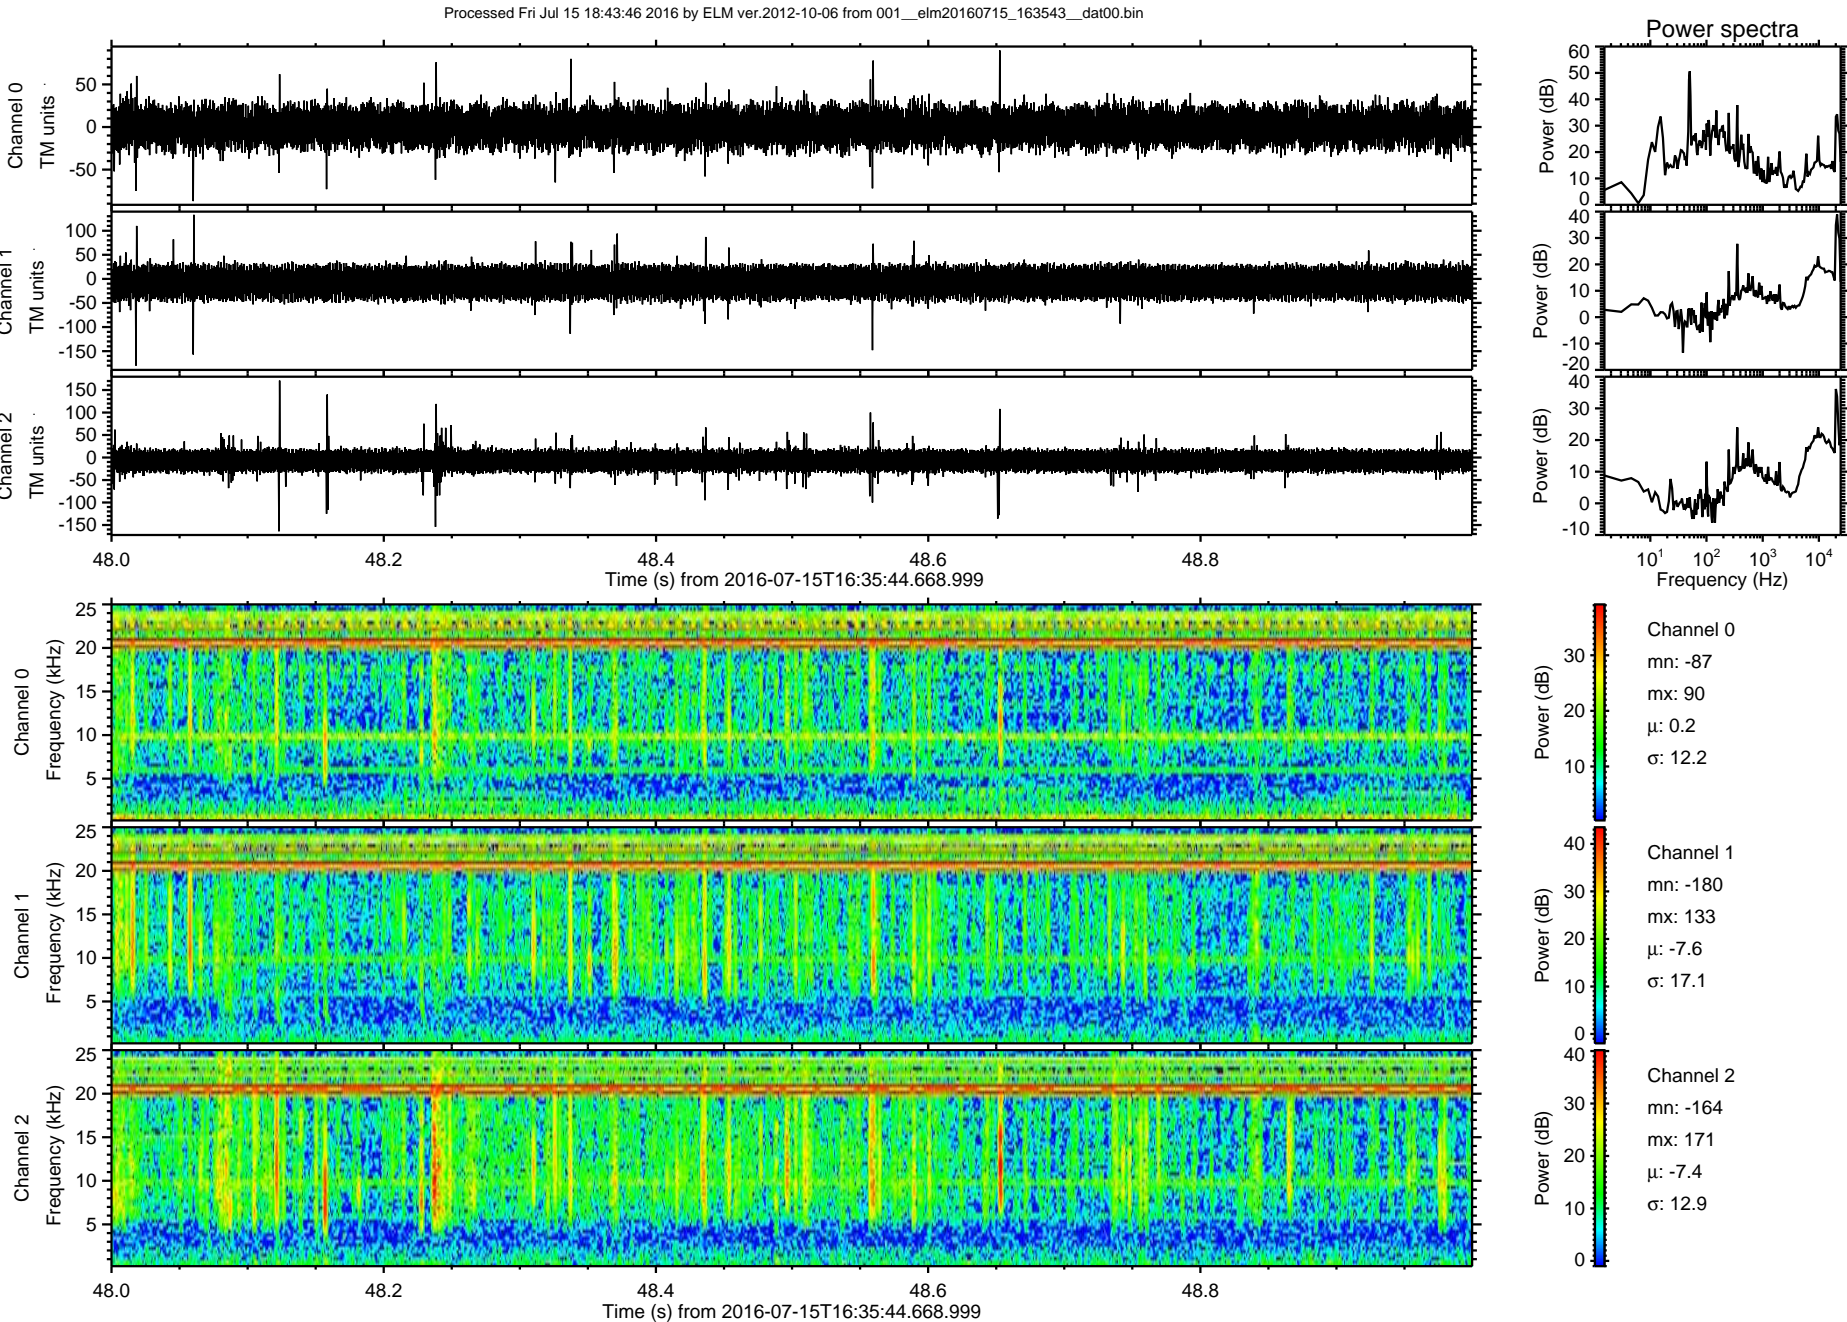 Processed Fri Jul 15 18:43:46 2016 by ELM ver.2012-10-06 from 001__elm20160715_163543__dat00.bin
Power spectra
Channel 0
TM units
50
0
-50
Power (dB)
60
50
40
30
20
10
0
Channel 1
TM units
100
50
0
-50
-100
-150
Power (dB)
40
30
20
10
0
-10
-20
Channel 2
TM units
150
100
50
0
-50
-100
-150
Power (dB)
40
30
20
10
0
-10
48.0 48.2 48.4 48.6 48.8
Time (s) from 2016-07-15T16:35:44.668.999
10^1 10^2 10^3 10^4
Frequency (Hz)
Channel 0
Frequency (kHz)
25
20
15
10
5
Power (dB)
30
20
10
Channel 0
mn: -87
mx: 90
μ: 0.2
σ: 12.2
Channel 1
Frequency (kHz)
25
20
15
10
5
Power (dB)
40
30
20
10
0
Channel 1
mn: -180
mx: 133
μ: -7.6
σ: 17.1
Channel 2
Frequency (kHz)
25
20
15
10
5
Power (dB)
40
30
20
10
0
Channel 2
mn: -164
mx: 171
μ: -7.4
σ: 12.9
48.0 48.2 48.4 48.6 48.8
Time (s) from 2016-07-15T16:35:44.668.999